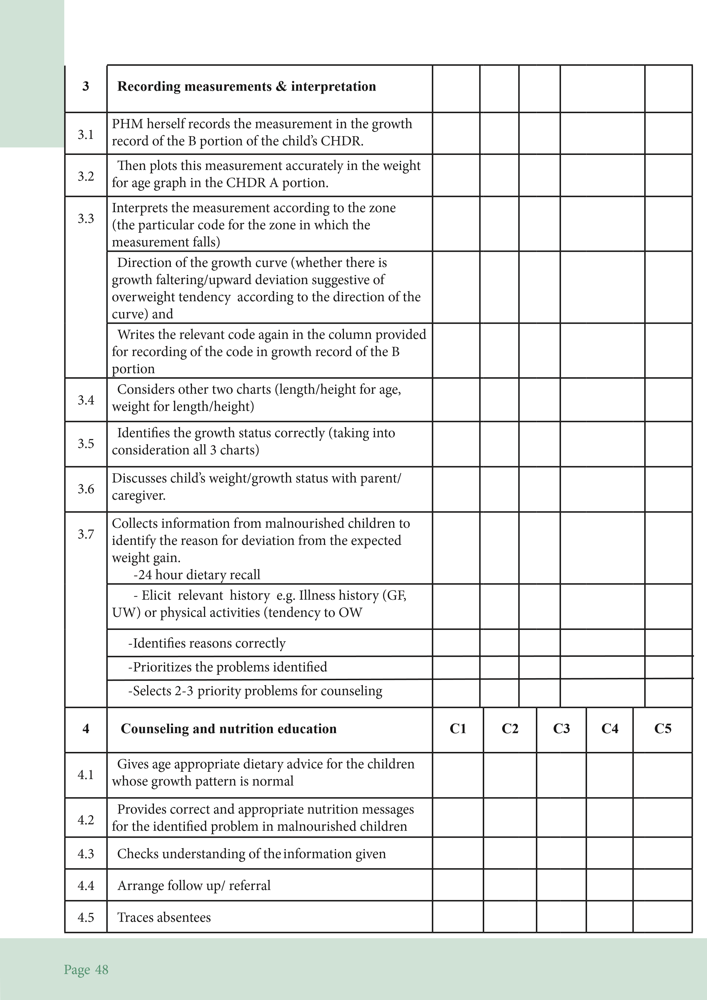 3 Recording measurements & interpretation
3.1 PHM herself records the measurement in the growth
record of the B portion of the child’s CHDR.
3.2 Then plots this measurement accurately in the weight
for age graph in the CHDR A portion.
3.3 Interprets the measurement according to the zone
(the particular code for the zone in which the
measurement falls)
Direction of the growth curve (whether there is
growth faltering/upward deviation suggestive of
overweight tendency according to the direction of the
curve) and
Writes the relevant code again in the column provided
for recording of the code in growth record of the B
portion
3.4 Considers other two charts (length/height for age,
weight for length/height)
3.5 Identifies the growth status correctly (taking into
consideration all 3 charts)
3.6 Discusses child’s weight/growth status with parent/
caregiver.
3.7 Collects information from malnourished children to
identify the reason for deviation from the expected
weight gain.
-24 hour dietary recall
- Elicit relevant history e.g. Illness history (GF,
UW) or physical activities (tendency to OW
-Identifies reasons correctly
-Prioritizes the problems identified
-Selects 2-3 priority problems for counseling
4 Counseling and nutrition education C1 C2 C3 C4 C5
4.1 Gives age appropriate dietary advice for the children
whose growth pattern is normal
4.2 Provides correct and appropriate nutrition messages
for the identified problem in malnourished children
4.3 Checks understanding of the information given
4.4 Arrange follow up/ referral
4.5 Traces absentees
Page 48